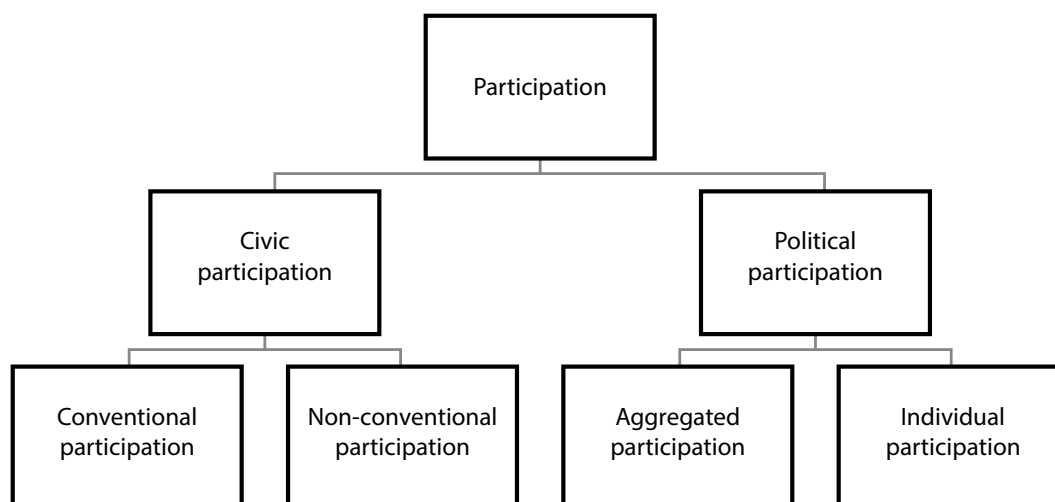 Participation
Civic
participation
Political
participation
Conventional
participation
Non-conventional
participation
Aggregated
participation
Individual
participation